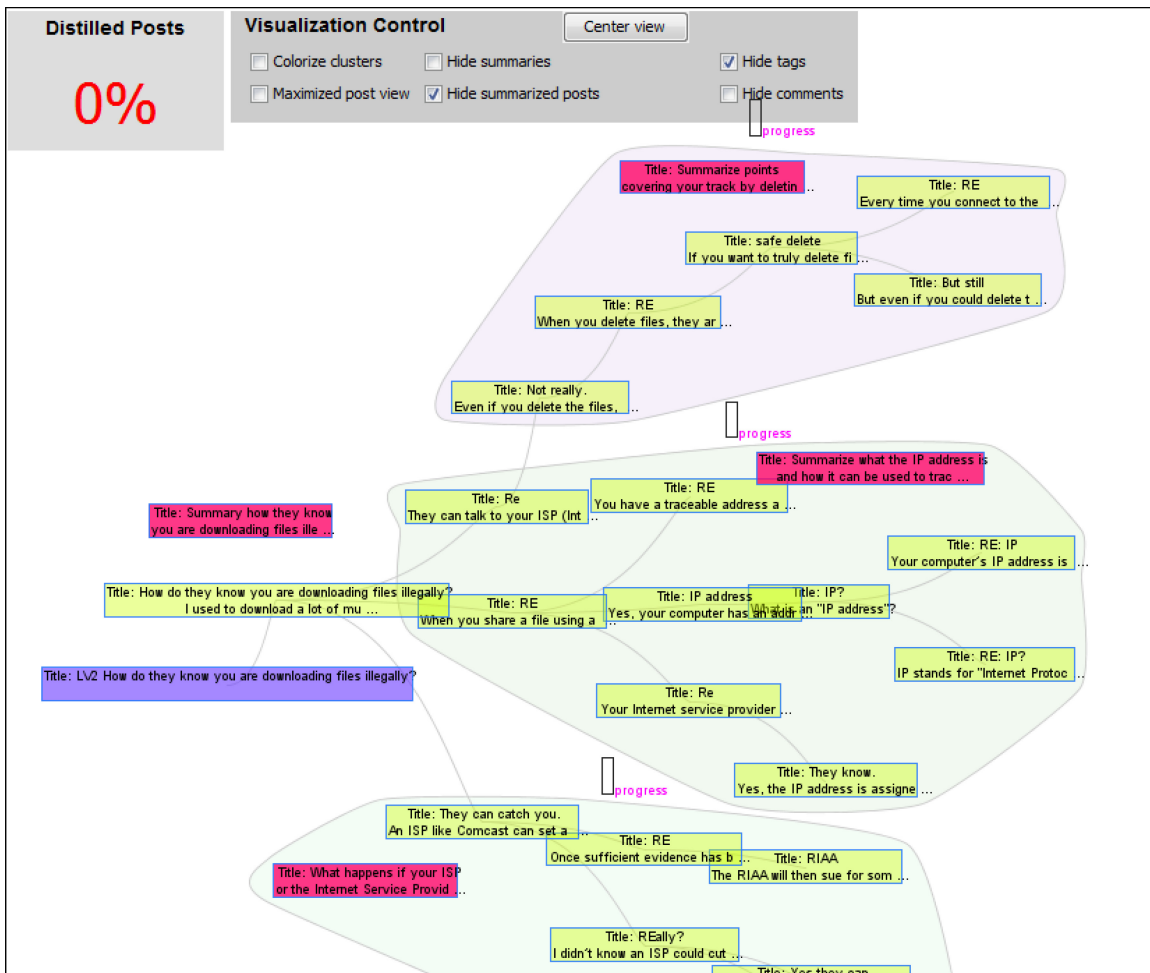 Distilled Posts
0%
Visualization Control
Center view
Colorize clusters
Hide summaries
Hide tags
Maximized post view
Hide summarized posts
Hide comments
progress
Title: Summarize points
covering your track by deletin ...
Title: RE
Every time you connect to the ...
Title: safe delete
If you want to truly delete fi ...
Title: But still
But even if you could delete t ...
Title: RE
When you delete files, they ar ...
Title: Not really.
Even if you delete the files, ...
progress
Title: Summarize what the IP address is
and how it can be used to trac ...
Title: RE
You have a traceable address a ...
Title: Re
They can talk to your ISP (Int ...
Title: Summary how they know
you are downloading files ille ...
Title: RE: IP
Your computer's IP address is ...
Title: How do they know you are downloading files illegally?
I used to download a lot of mu ...
Title: RE
When you share a file using a ...
Title: IP address
Yes, your computer has an addr ...
Title: IP?
What is an "IP address"?
Title: RE: IP?
IP stands for "Internet Protoc ...
Title: LV2 How do they know you are downloading files illegally?
Title: Re
Your Internet service provider ...
Title: They know.
Yes, the IP address is assigne ...
progress
Title: They can catch you.
An ISP like Comcast can set a ...
Title: RE
Once sufficient evidence has b ...
Title: RIAA
The RIAA will then sue for som ...
Title: What happens if your ISP
or the Internet Service Provid ...
Title: REally?
I didn't know an ISP could cut ...
Title: Yes they can